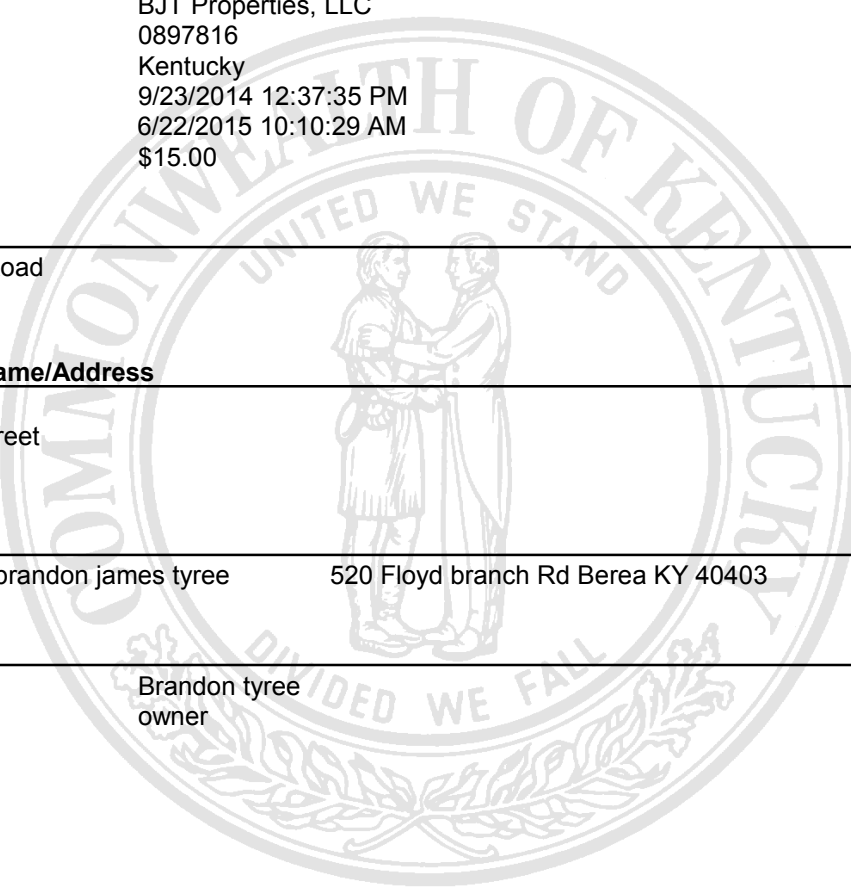 BJT Properties, LLC
0897816
Kentucky
9/23/2014 12:37:35 PM
6/22/2015 10:10:29 AM
$15.00
oad
ame/Address
reet
brandon james tyree 520 Floyd branch Rd Berea KY 40403
Brandon tyree
owner
COMMONWEALTH OF KENTUCKY
UNITED WE STAND
DIVIDED WE FALL